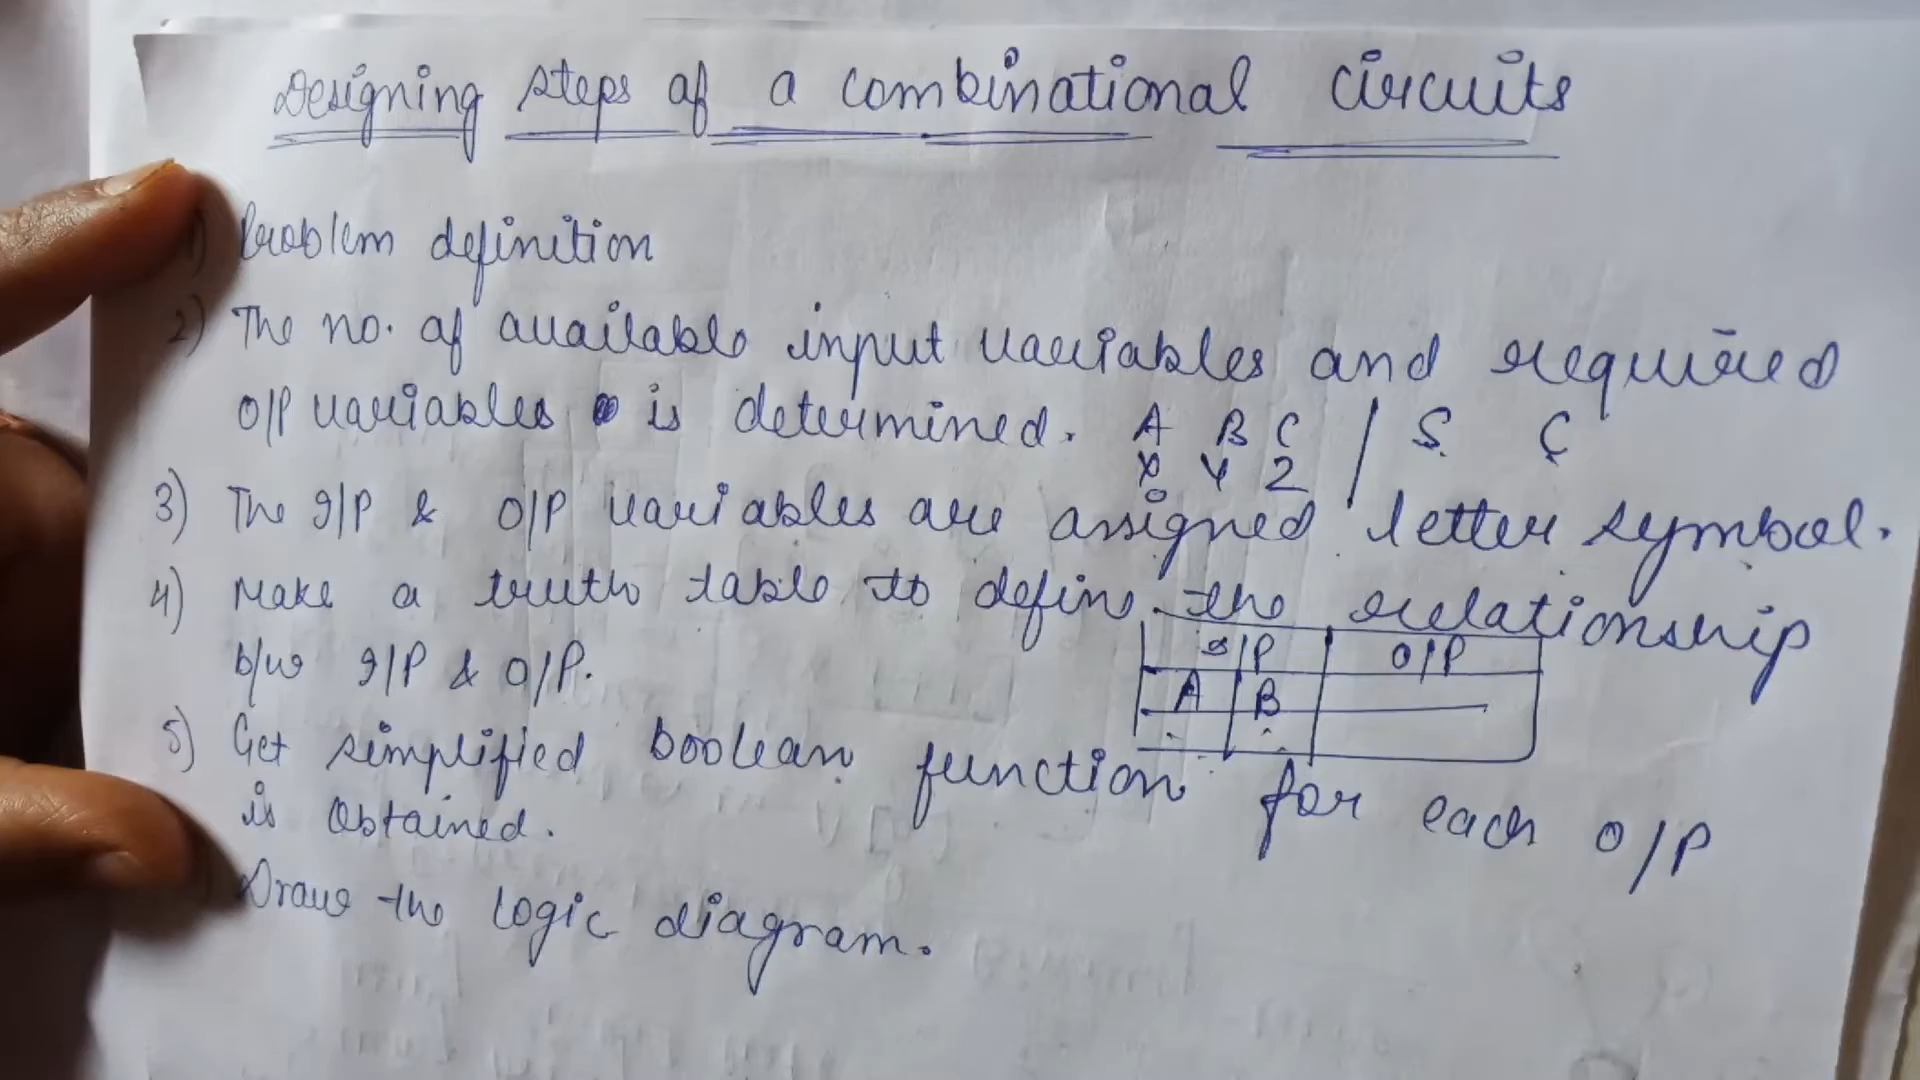 Designing steps of a combinational circuits
1) Problem definition
2) The no. of available input variables and required
O/P variables is determined. A B C / S C
X Y Z
3) The I/P & O/P variables are assigned letter symbol.
4) Make a truth table to define the relationship
b/w I/P & O/P.
I/P O/P
A B
5) Get simplified boolean function for each O/P
is obtained.
Draw the logic diagram.